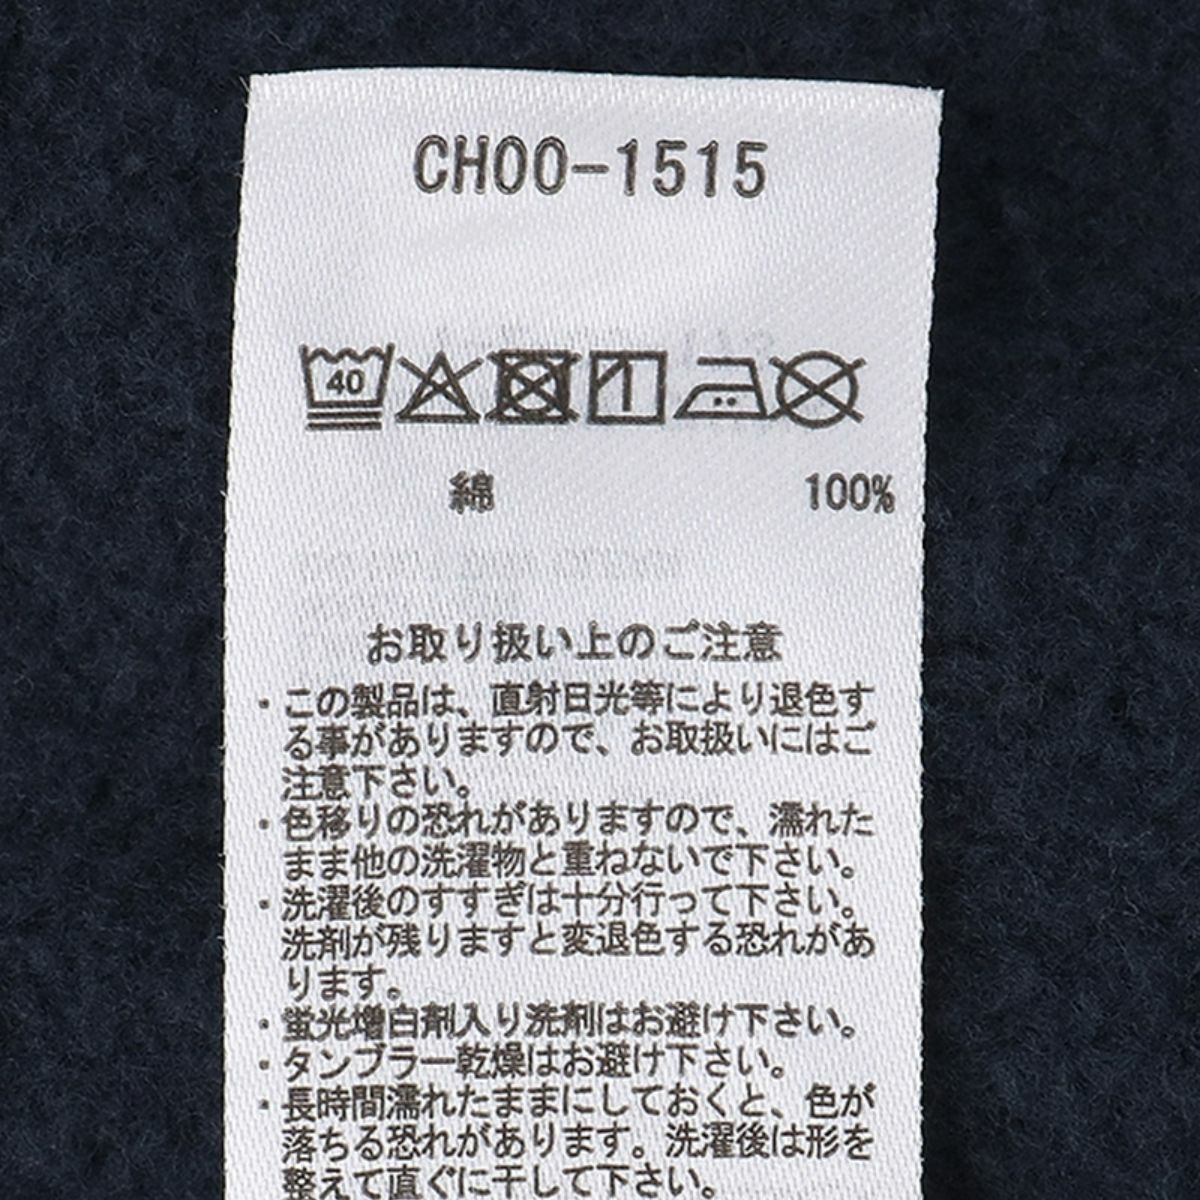 CH00-1515
40
綿 100%
お取り扱い上のご注意
・この製品は、直射日光等により退色す
る事がありますので、お取扱いにはご
注意下さい。
・色移りの恐れがありますので、濡れた
まま他の洗濯物と重ねないで下さい。
・洗濯後のすすぎは十分行って下さい。
洗剤が残りますと変退色する恐れがあ
ります。
・蛍光増白剤入り洗剤はお避け下さい。
・タンブラー乾燥はお避け下さい。
・長時間濡れたままにしておくと、色が
落ちる恐れがあります。洗濯後は形を
整えて直ぐに干して下さい。